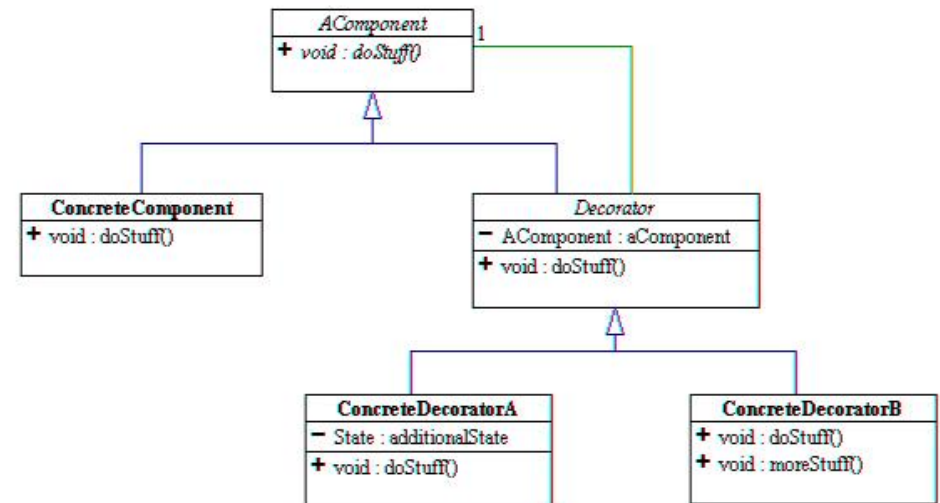 AComponent
+ void : doStuff()
1
ConcreteComponent
+ void : doStuff()
Decorator
− AComponent : aComponent
+ void : doStuff()
ConcreteDecoratorA
− State : additionalState
+ void : doStuff()
ConcreteDecoratorB
+ void : doStuff()
+ void : moreStuff()